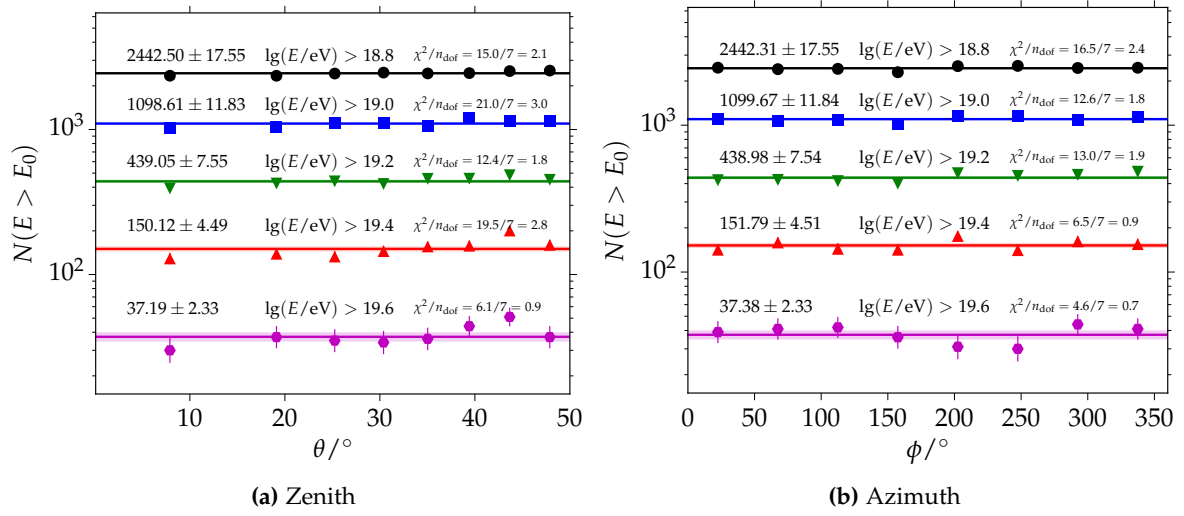 2442.50 ± 17.55 lg(E/eV) > 18.8 χ²/n_dof = 15.0/7 = 2.1
1098.61 ± 11.83 lg(E/eV) > 19.0 χ²/n_dof = 21.0/7 = 3.0
10³
439.05 ± 7.55 lg(E/eV) > 19.2 χ²/n_dof = 12.4/7 = 1.8
150.12 ± 4.49 lg(E/eV) > 19.4 χ²/n_dof = 19.5/7 = 2.8
10²
37.19 ± 2.33 lg(E/eV) > 19.6 χ²/n_dof = 6.1/7 = 0.9
N(E > E₀)
10 20 30 40 50
θ/°
(a) Zenith
2442.31 ± 17.55 lg(E/eV) > 18.8 χ²/n_dof = 16.5/7 = 2.4
1099.67 ± 11.84 lg(E/eV) > 19.0 χ²/n_dof = 12.6/7 = 1.8
10³
438.98 ± 7.54 lg(E/eV) > 19.2 χ²/n_dof = 13.0/7 = 1.9
151.79 ± 4.51 lg(E/eV) > 19.4 χ²/n_dof = 6.5/7 = 0.9
10²
37.38 ± 2.33 lg(E/eV) > 19.6 χ²/n_dof = 4.6/7 = 0.7
N(E > E₀)
0 50 100 150 200 250 300 350
ϕ/°
(b) Azimuth